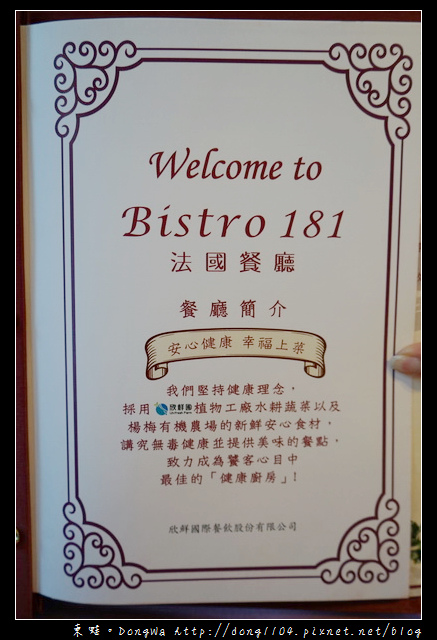 Welcome to
Bistro 181
法國餐廳
餐廳簡介
安心健康 幸福上菜
我們堅持健康理念，
採用 欣鮮園 植物工廠水耕蔬菜以及
楊梅有機農場的新鮮安心食材，
講究無毒健康並提供美味的餐點，
致力成為饕客心目中
最佳的「健康廚房」！
欣鮮國際餐飲股份有限公司
東蛙。DongWa http://dong1104.pixnet.net/blog